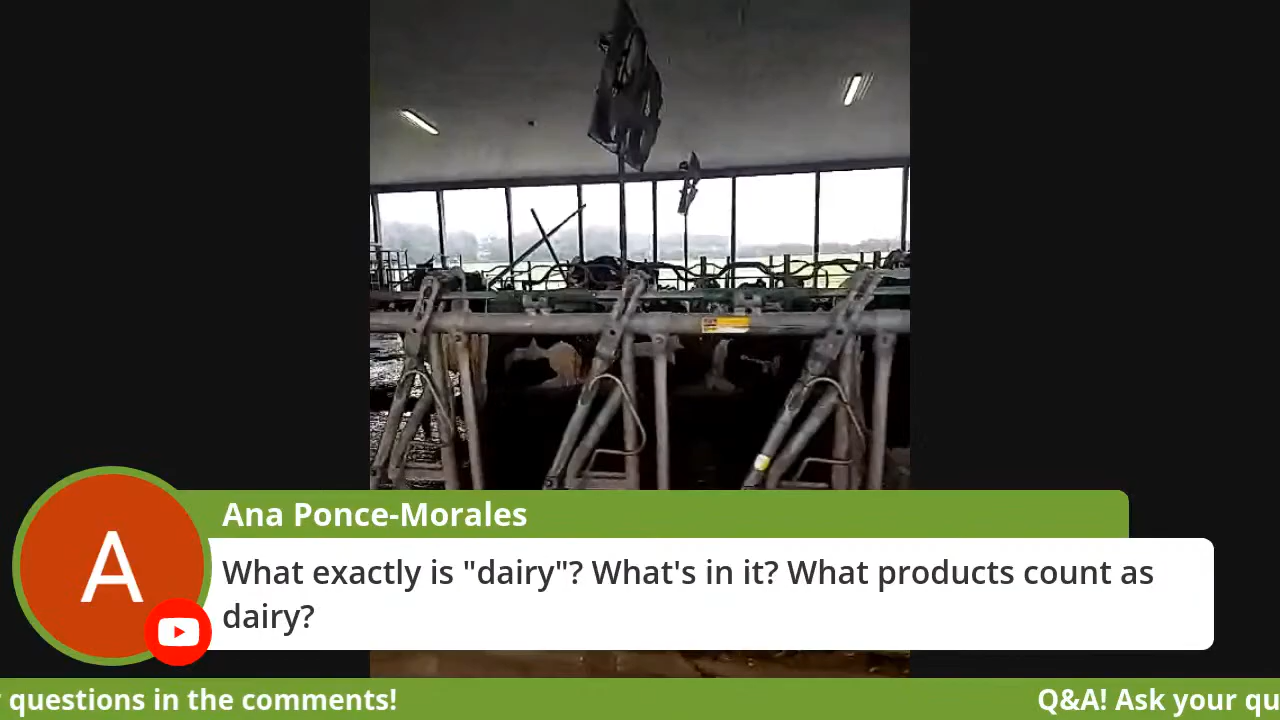 A
Ana Ponce-Morales
What exactly is "dairy"? What's in it? What products count as
dairy?
questions in the comments!
Q&A! Ask your qu